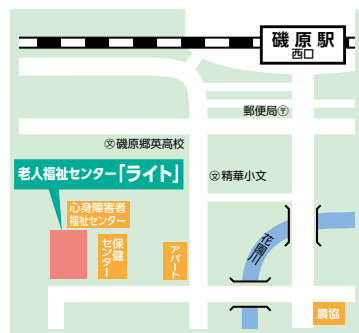 磯原駅
西口
郵便局〒
文磯原郷英高校
老人福祉センター「ライト」
文精華小文
心身障害者
福祉センター
保健
センター
アパート
花園川
農協